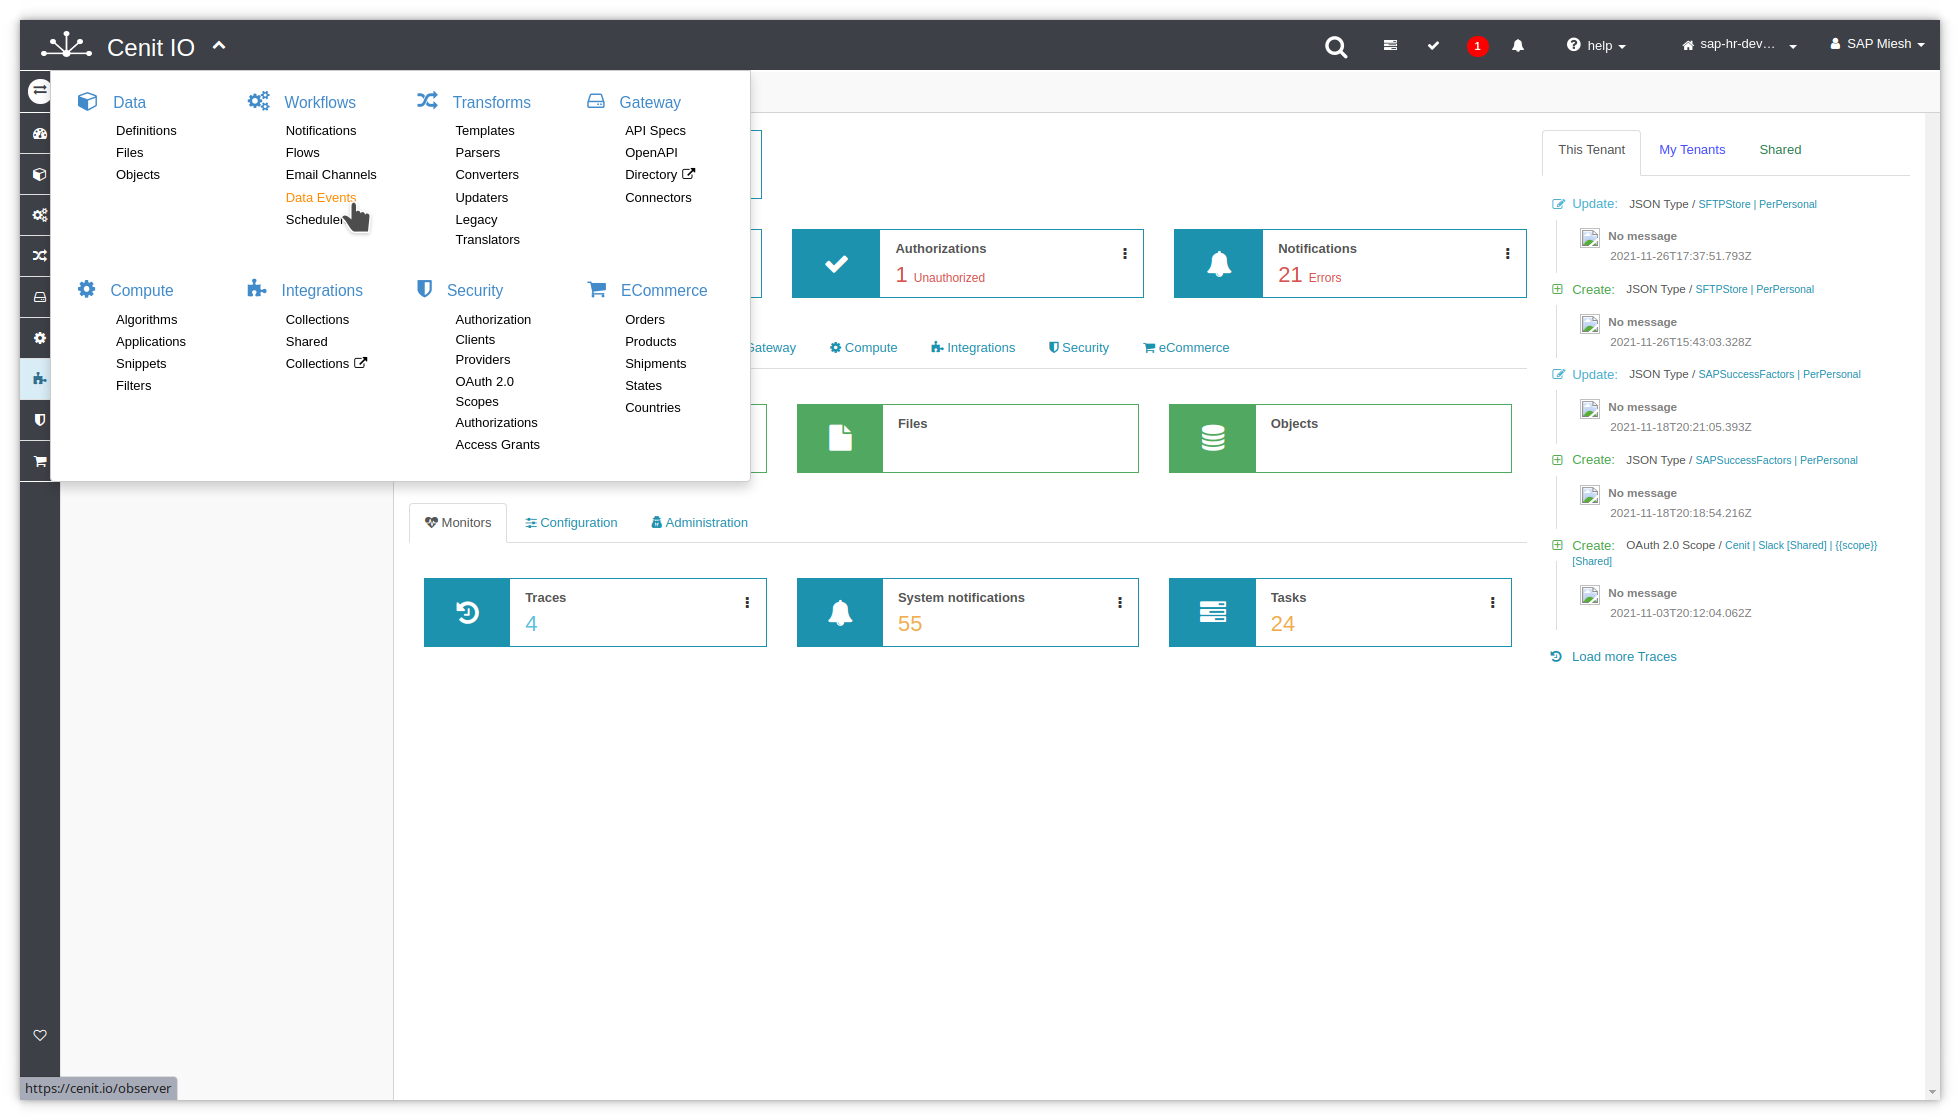 Cenit IO
1
help
sap-hr-dev...
SAP Miesh
Data
Definitions
Files
Objects
Workflows
Notifications
Flows
Email Channels
Data Events
Scheduler
Transforms
Templates
Parsers
Converters
Updaters
Legacy
Translators
Gateway
API Specs
OpenAPI
Directory
Connectors
Compute
Algorithms
Applications
Snippets
Filters
Integrations
Collections
Shared
Collections
Security
Authorization
Clients
Providers
OAuth 2.0
Scopes
Authorizations
Access Grants
ECommerce
Orders
Products
Shipments
States
Countries
Authorizations
1 Unauthorized
Notifications
21 Errors
Gateway Compute Integrations Security eCommerce
Files
Objects
Monitors Configuration Administration
Traces
4
System notifications
55
Tasks
24
This Tenant My Tenants Shared
Update: JSON Type / SFTPStore | PerPersonal
No message
2021-11-26T17:37:51.793Z
Create: JSON Type / SFTPStore | PerPersonal
No message
2021-11-26T15:43:03.328Z
Update: JSON Type / SAPSuccessFactors | PerPersonal
No message
2021-11-18T20:21:05.393Z
Create: JSON Type / SAPSuccessFactors | PerPersonal
No message
2021-11-18T20:18:54.216Z
Create: OAuth 2.0 Scope / Cenit | Slack [Shared] | {{scope}}
[Shared]
No message
2021-11-03T20:12:04.062Z
Load more Traces
https://cenit.io/observer